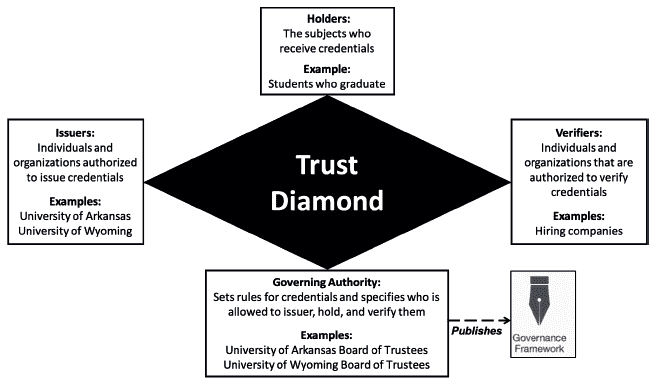 Holders:
The subjects who
receive credentials
Example:
Students who graduate
Issuers:
Individuals and
organizations authorized
to issue credentials
Examples:
University of Arkansas
University of Wyoming
Trust
Diamond
Verifiers:
Individuals and
organizations that are
authorized to verify
credentials
Examples:
Hiring companies
Governing Authority:
Sets rules for credentials and specifies who is
allowed to issuer, hold, and verify them
Examples:
University of Arkansas Board of Trustees
University of Wyoming Board of Trustees
Publishes
Governance
Framework